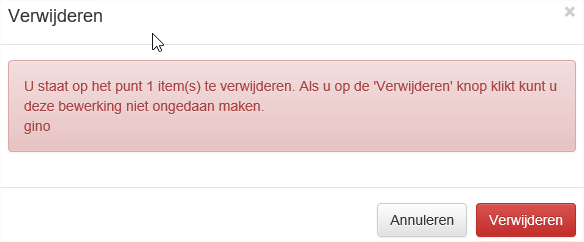 Verwijderen
×
U staat op het punt 1 item(s) te verwijderen. Als u op de 'Verwijderen' knop klikt kunt u
deze bewerking niet ongedaan maken.
gino
Annuleren
Verwijderen